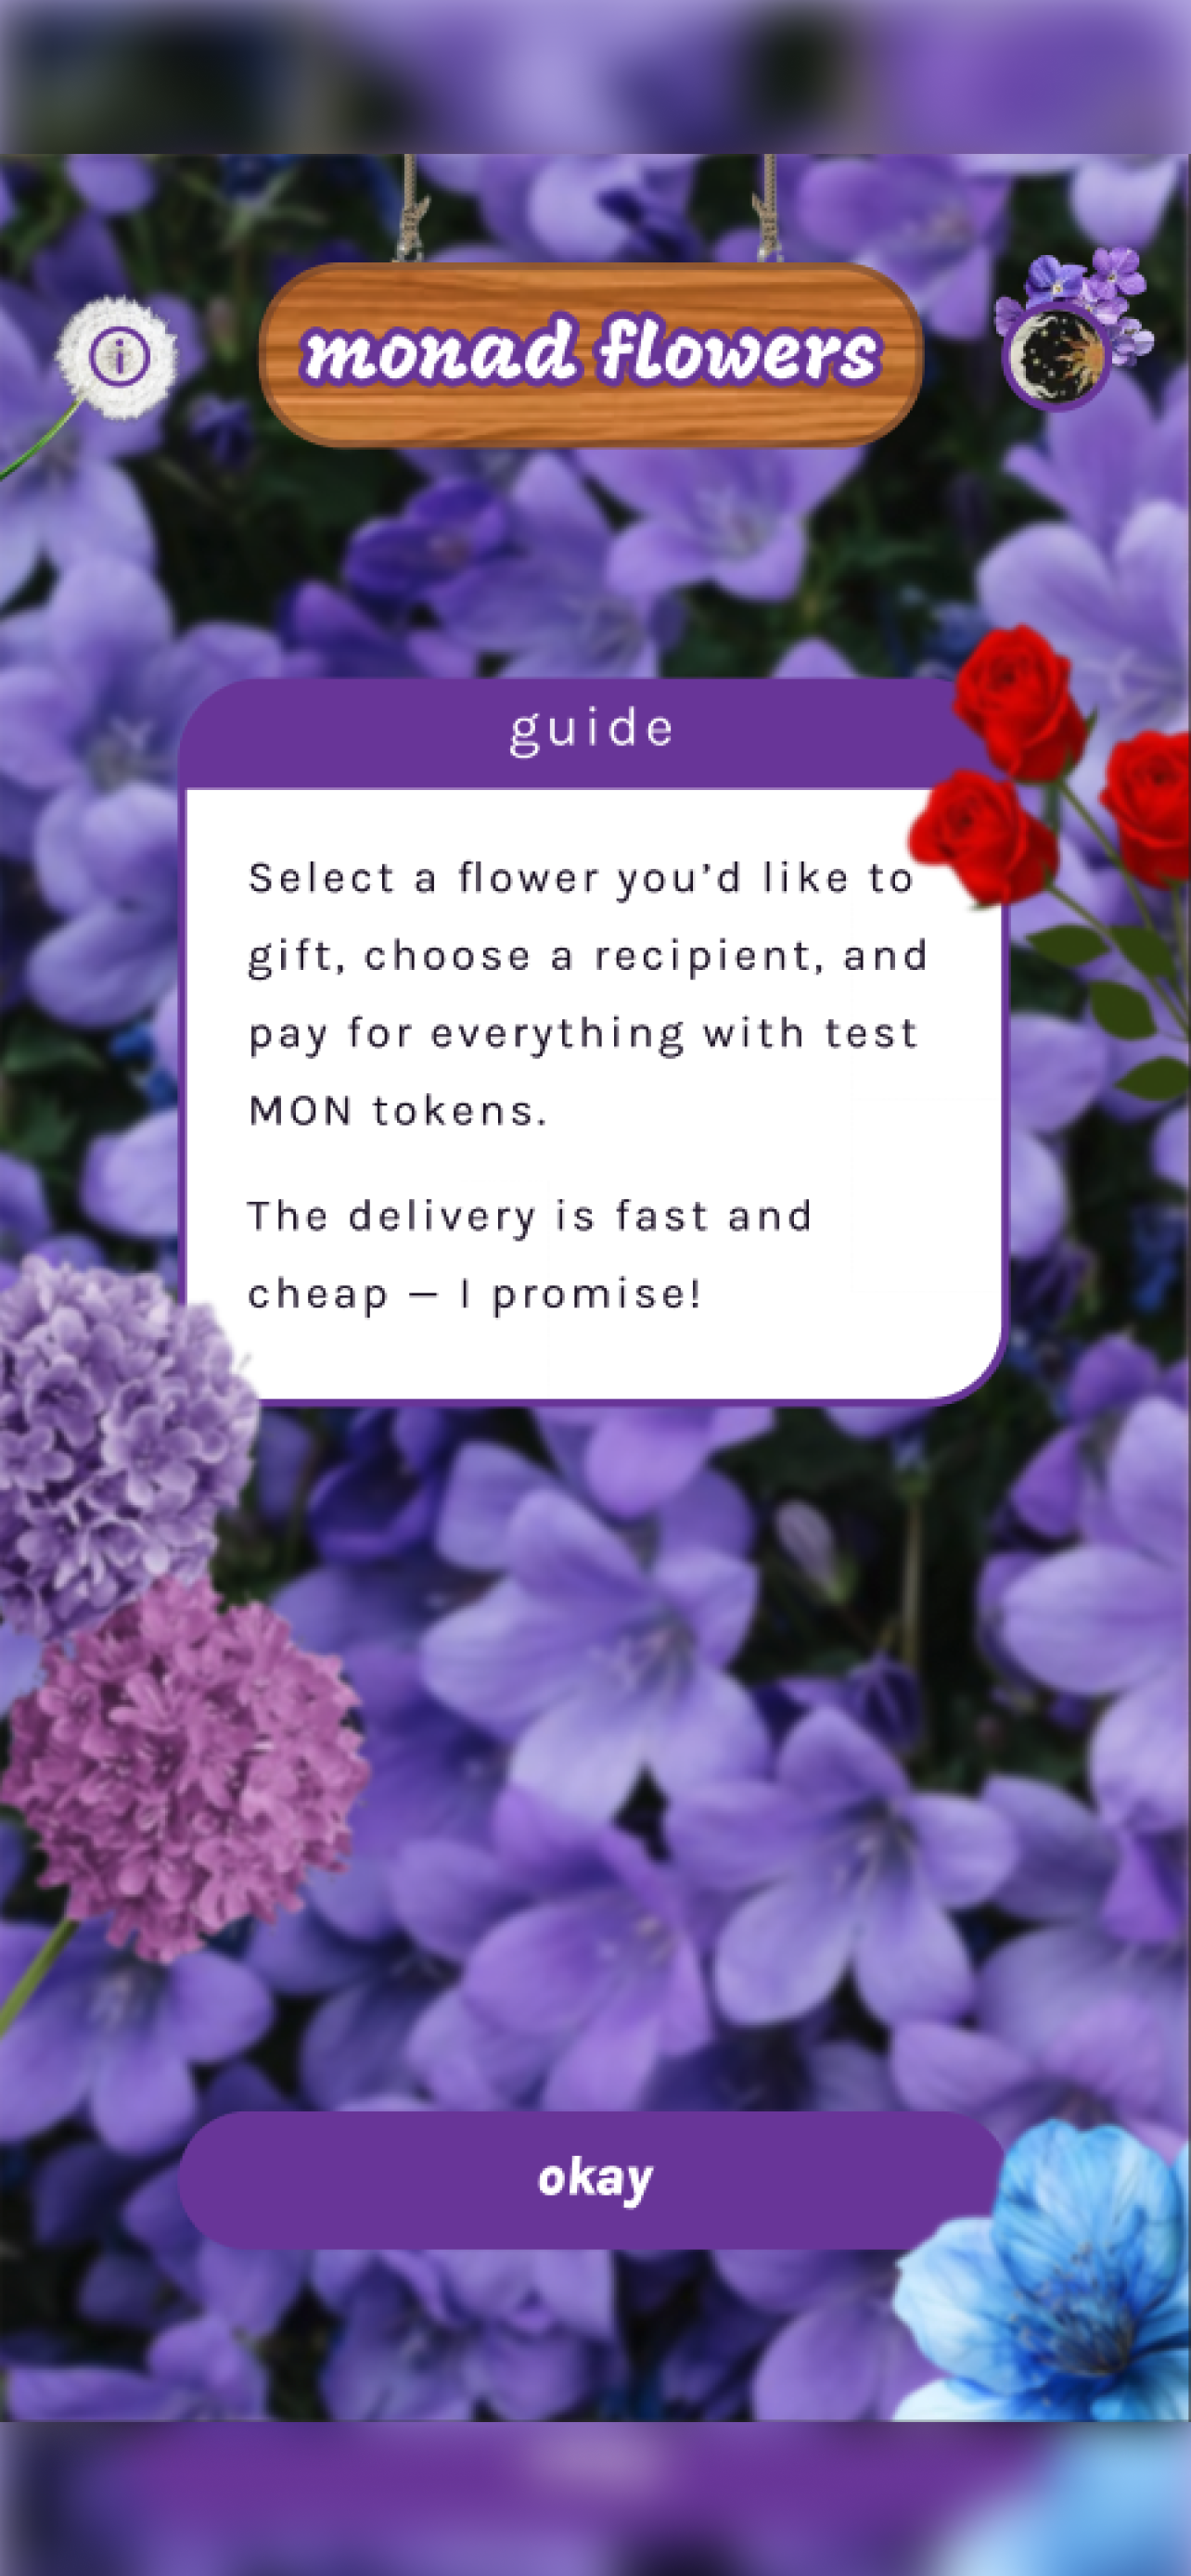 monad flowers
guide
Select a flower you’d like to
gift, choose a recipient, and
pay for everything with test
MON tokens.
The delivery is fast and
cheap — I promise!
okay